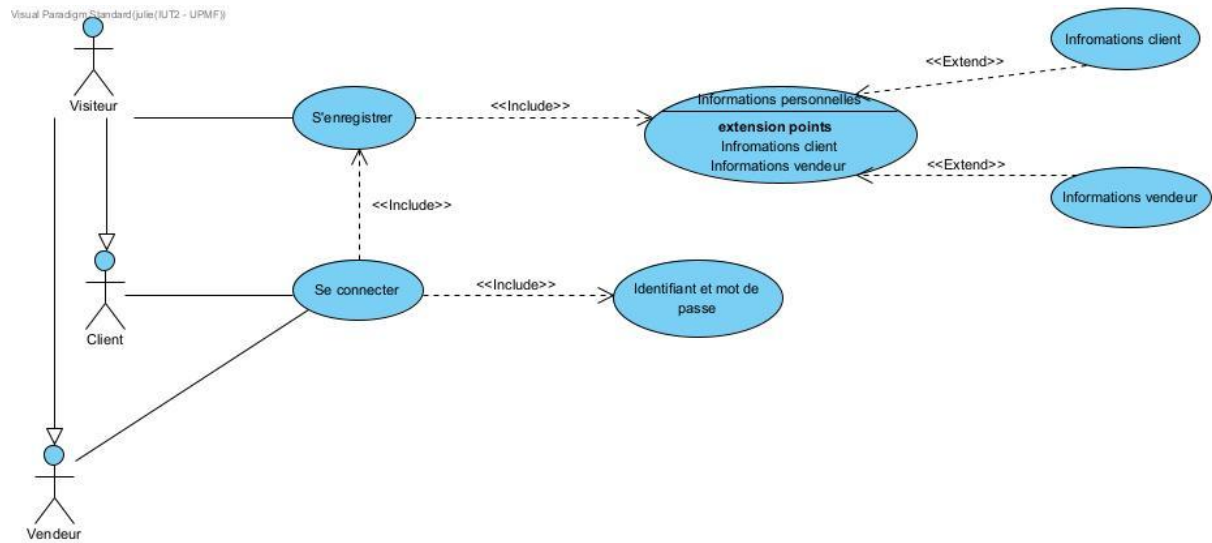 Visual Paradigm Standard(julie(IUT2 - UPMF))
Visiteur
S'enregistrer
<<Include>>
Informations personnelles
extension points
Infromations client
Informations vendeur
<<Extend>>
Infromations client
<<Extend>>
Informations vendeur
<<Include>>
Client
Se connecter
<<Include>>
Identifiant et mot de
passe
Vendeur